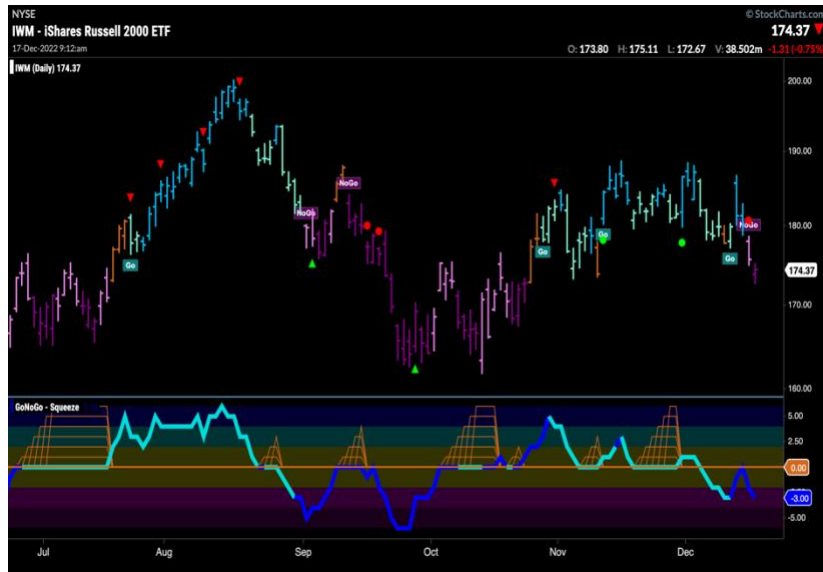 NYSE
© StockCharts.com
IWM - iShares Russell 2000 ETF
174.37
17-Dec-2022 9:12am
O: 173.80 H: 175.11 L: 172.67 V: 38.502m -1.31 (-0.75%)
IWM (Daily) 174.37
200.00
190.00
NoGo
NoGo
180.00
Go
NoGo
Go
Go
Go
174.37
170.00
160.00
GoNoGo - Squeeze
5.00
2.50
0.00
-3.00
-5.00
Jul Aug Sep Oct Nov Dec